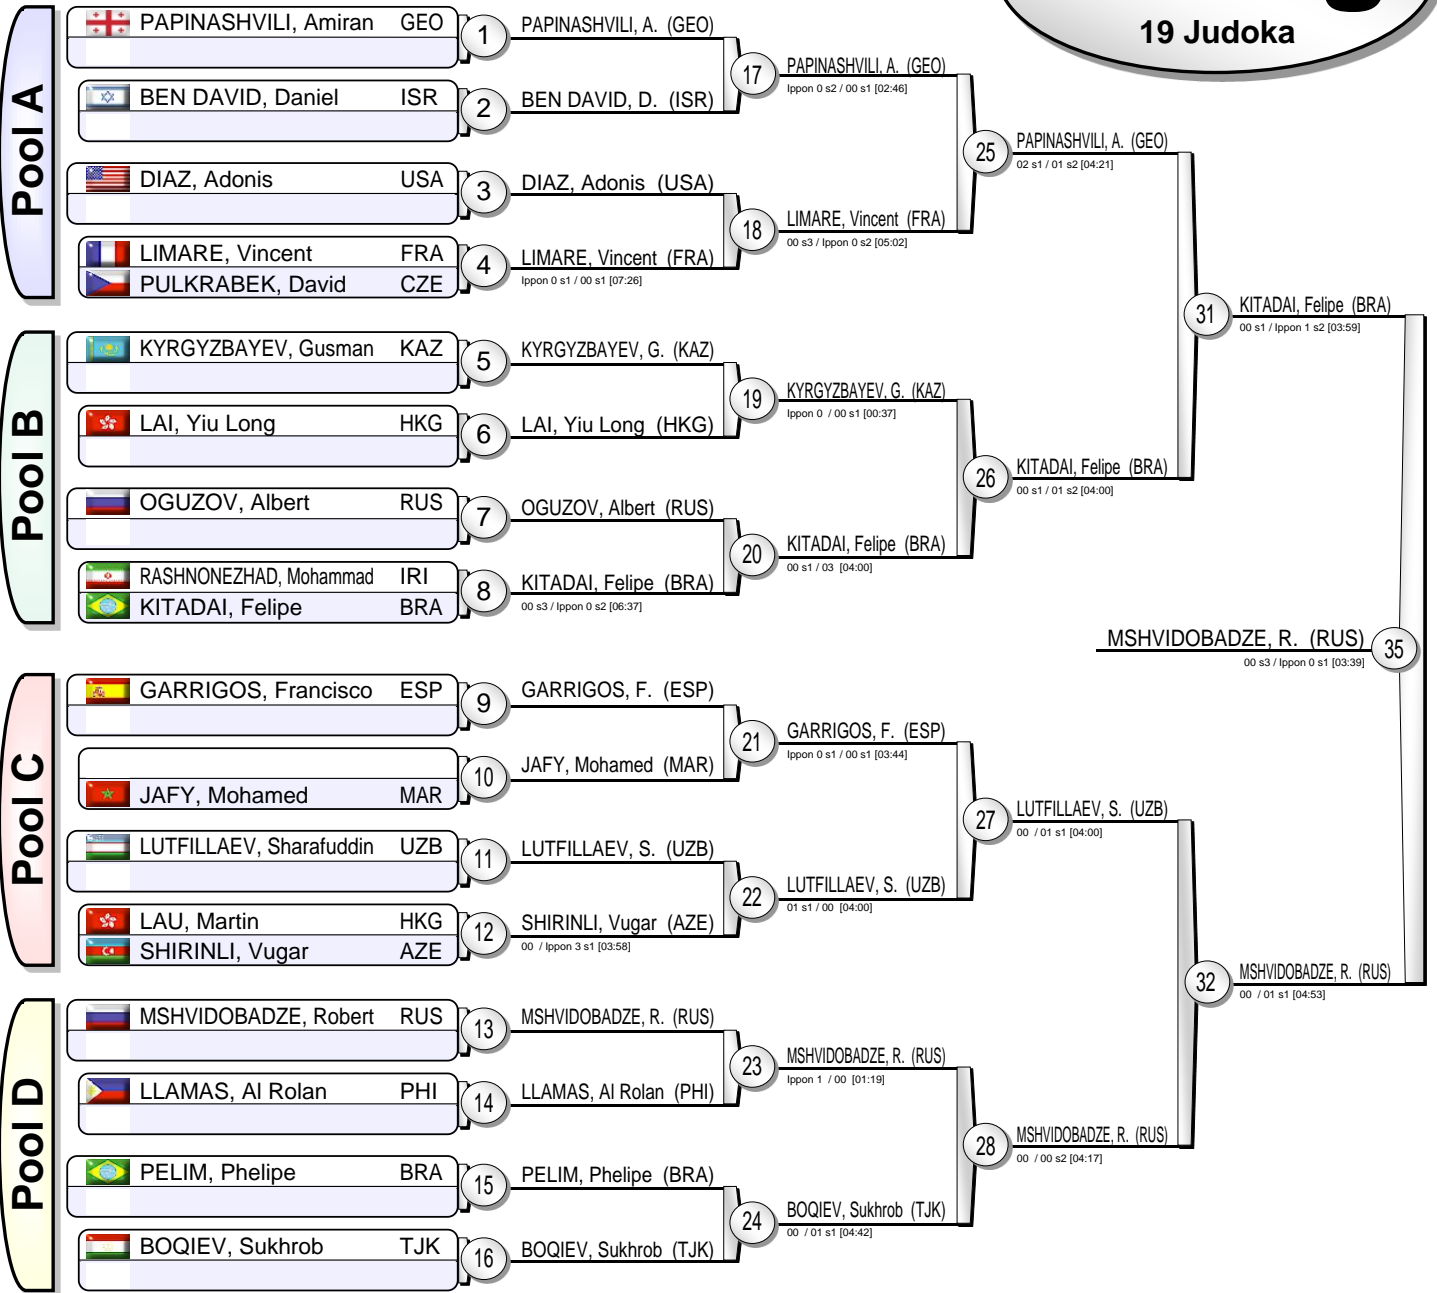 19 Judoka
Pool A
PAPINASHVILI, Amiran GEO
1
BEN DAVID, Daniel ISR
2
DIAZ, Adonis USA
3
LIMARE, Vincent FRA
PULKRABEK, David CZE
4
Pool B
KYRGYZBAYEV, Gusman KAZ
5
LAI, Yiu Long HKG
6
OGUZOV, Albert RUS
7
RASHNONEZHAD, Mohammad IRI
KITADAI, Felipe BRA
8
Pool C
GARRIGOS, Francisco ESP
9
JAFY, Mohamed MAR
10
LUTFILLAEV, Sharafuddin UZB
11
LAU, Martin HKG
SHIRINLI, Vugar AZE
12
Pool D
MSHVIDOBADZE, Robert RUS
13
LLAMAS, Al Rolan PHI
14
PELIM, Phelipe BRA
15
BOQIEV, Sukhrob TJK
16
PAPINASHVILI, A. (GEO)
BEN DAVID, D. (ISR)
17
DIAZ, Adonis (USA)
LIMARE, Vincent (FRA)
Ippon 0 s1 / 00 s1 [07:26]
18
KYRGYZBAYEV, G. (KAZ)
LAI, Yiu Long (HKG)
19
OGUZOV, Albert (RUS)
KITADAI, Felipe (BRA)
00 s3 / Ippon 0 s2 [06:37]
20
GARRIGOS, F. (ESP)
JAFY, Mohamed (MAR)
21
LUTFILLAEV, S. (UZB)
SHIRINLI, Vugar (AZE)
00 / Ippon 3 s1 [03:58]
22
MSHVIDOBADZE, R. (RUS)
LLAMAS, Al Rolan (PHI)
23
PELIM, Phelipe (BRA)
BOQIEV, Sukhrob (TJK)
24
PAPINASHVILI, A. (GEO)
Ippon 0 s2 / 00 s1 [02:46]
LIMARE, Vincent (FRA)
00 s3 / Ippon 0 s2 [05:02]
25
KYRGYZBAYEV, G. (KAZ)
Ippon 0 / 00 s1 [00:37]
KITADAI, Felipe (BRA)
00 s1 / 03 [04:00]
26
GARRIGOS, F. (ESP)
Ippon 0 s1 / 00 s1 [03:44]
LUTFILLAEV, S. (UZB)
01 s1 / 00 [04:00]
27
MSHVIDOBADZE, R. (RUS)
Ippon 1 / 00 [01:19]
BOQIEV, Sukhrob (TJK)
00 / 01 s1 [04:42]
28
PAPINASHVILI, A. (GEO)
02 s1 / 01 s2 [04:21]
KITADAI, Felipe (BRA)
00 s1 / 01 s2 [04:00]
31
LUTFILLAEV, S. (UZB)
00 / 01 s1 [04:00]
MSHVIDOBADZE, R. (RUS)
00 / 00 s2 [04:17]
32
KITADAI, Felipe (BRA)
00 s1 / Ippon 1 s2 [03:59]
MSHVIDOBADZE, R. (RUS)
00 / 01 s1 [04:53]
MSHVIDOBADZE, R. (RUS)
00 s3 / Ippon 0 s1 [03:39]
35